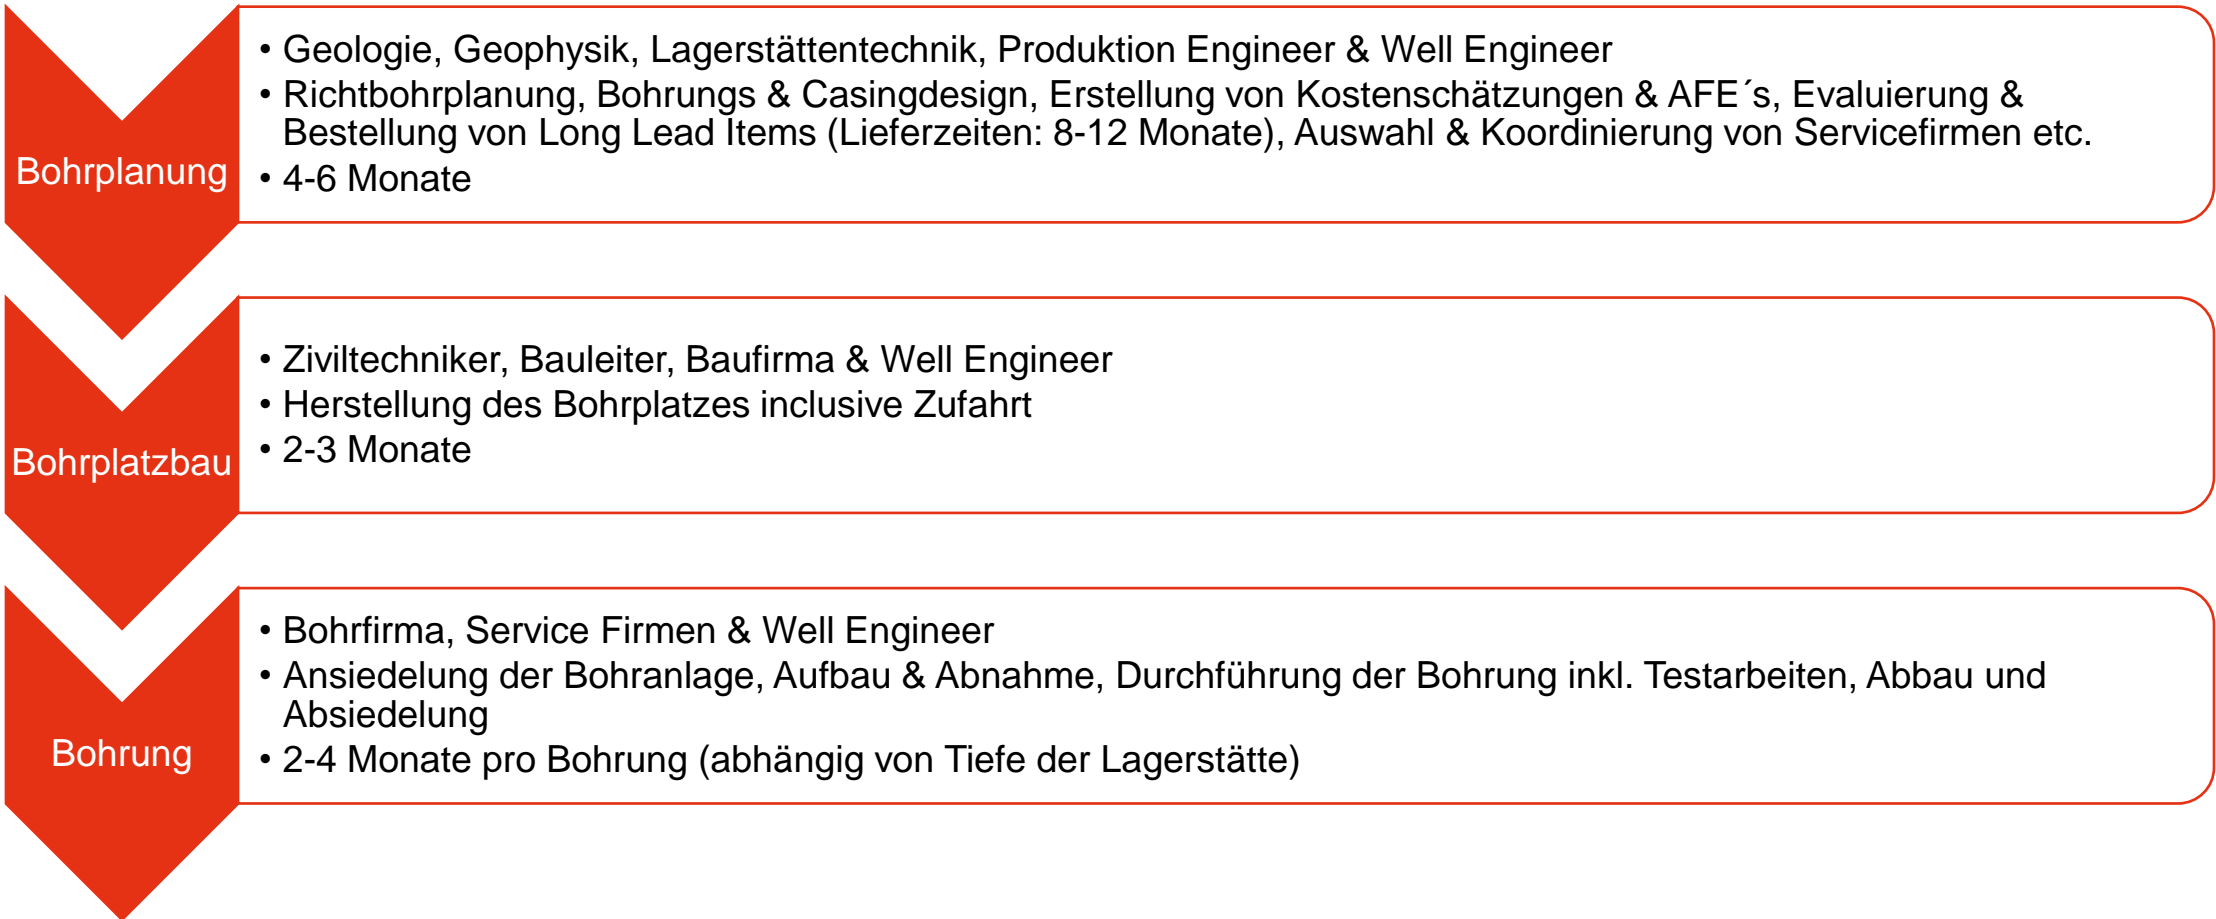 Bohrplanung
• Geologie, Geophysik, Lagerstättentechnik, Produktion Engineer & Well Engineer
• Richtbohrplanung, Bohrungs & Casingdesign, Erstellung von Kostenschätzungen & AFE´s, Evaluierung &
Bestellung von Long Lead Items (Lieferzeiten: 8-12 Monate), Auswahl & Koordinierung von Servicefirmen etc.
• 4-6 Monate
Bohrplatzbau
• Ziviltechniker, Bauleiter, Baufirma & Well Engineer
• Herstellung des Bohrplatzes inclusive Zufahrt
• 2-3 Monate
Bohrung
• Bohrfirma, Service Firmen & Well Engineer
• Ansiedelung der Bohranlage, Aufbau & Abnahme, Durchführung der Bohrung inkl. Testarbeiten, Abbau und
Absiedelung
• 2-4 Monate pro Bohrung (abhängig von Tiefe der Lagerstätte)